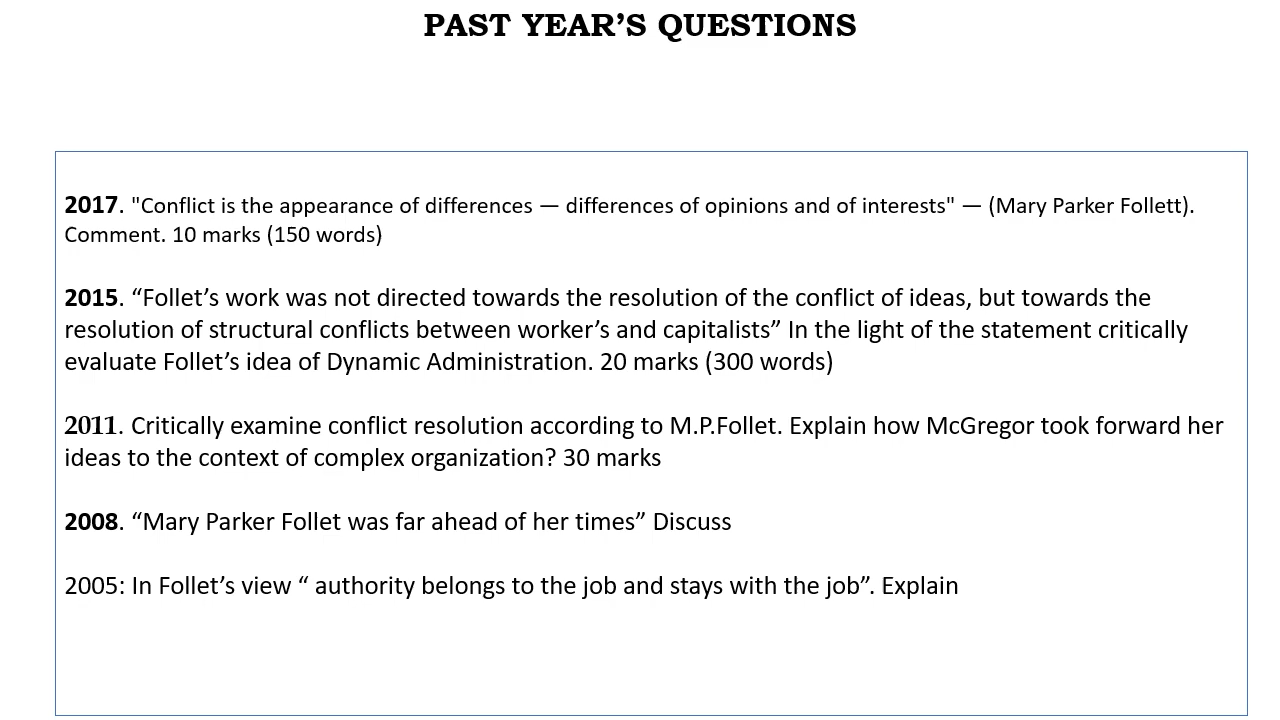 PAST YEAR’S QUESTIONS
2017. "Conflict is the appearance of differences — differences of opinions and of interests" — (Mary Parker Follett).
Comment. 10 marks (150 words)
2015. “Follet’s work was not directed towards the resolution of the conflict of ideas, but towards the
resolution of structural conflicts between worker’s and capitalists” In the light of the statement critically
evaluate Follet’s idea of Dynamic Administration. 20 marks (300 words)
2011. Critically examine conflict resolution according to M.P.Follet. Explain how McGregor took forward her
ideas to the context of complex organization? 30 marks
2008. “Mary Parker Follet was far ahead of her times” Discuss
2005: In Follet’s view “ authority belongs to the job and stays with the job”. Explain